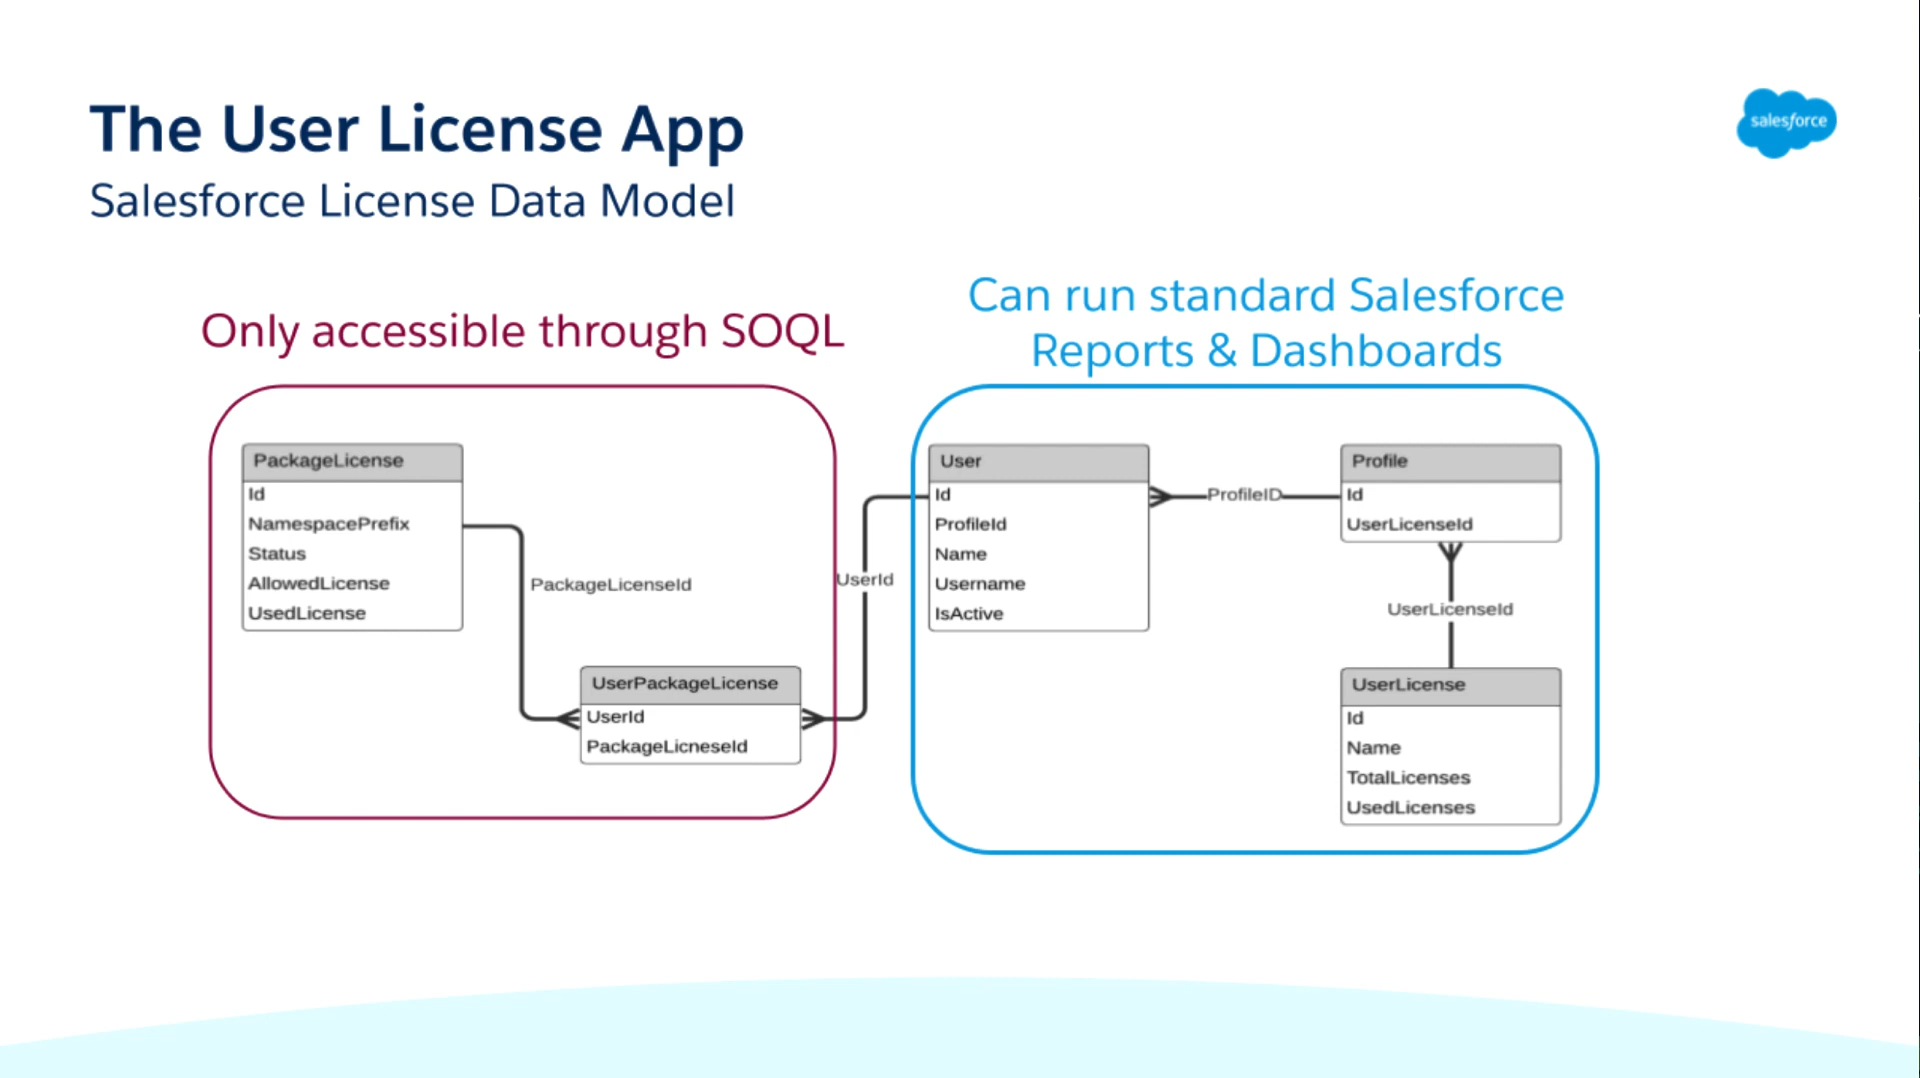 The User License App
Salesforce License Data Model
salesforce
Only accessible through SOQL
Can run standard Salesforce
Reports & Dashboards
PackageLicense
Id
NamespacePrefix
Status
AllowedLicense
UsedLicense
PackageLicenseId
UserPackageLicense
UserId
PackageLicneseId
UserId
User
Id
ProfileId
Name
Username
IsActive
ProfileID
Profile
Id
UserLicenseId
UserLicenseId
UserLicense
Id
Name
TotalLicenses
UsedLicenses